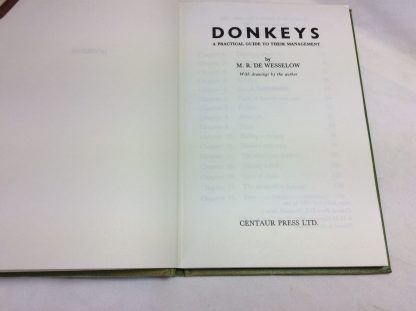 DONKEYS
A PRACTICAL GUIDE TO THEIR MANAGEMENT
by
M. R. DE WESSELOW
With drawings by the author
CENTAUR PRESS LTD.